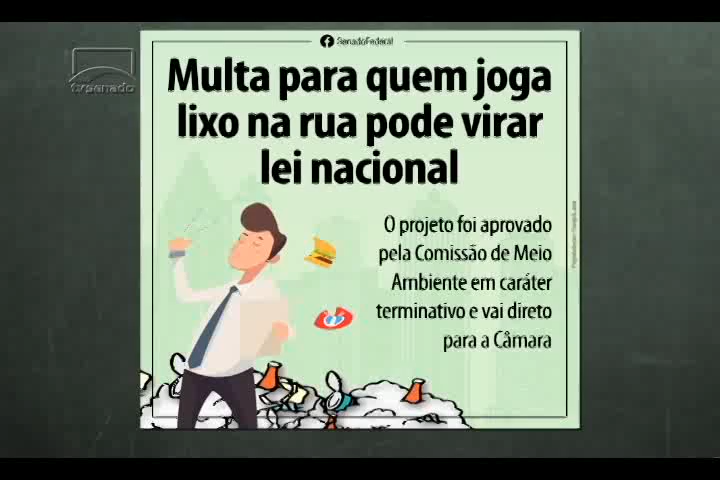 SenadoFederal
tvsenado
Multa para quem joga
lixo na rua pode virar
lei nacional
O projeto foi aprovado
pela Comissão de Meio
Ambiente em caráter
terminativo e vai direto
para a Câmara